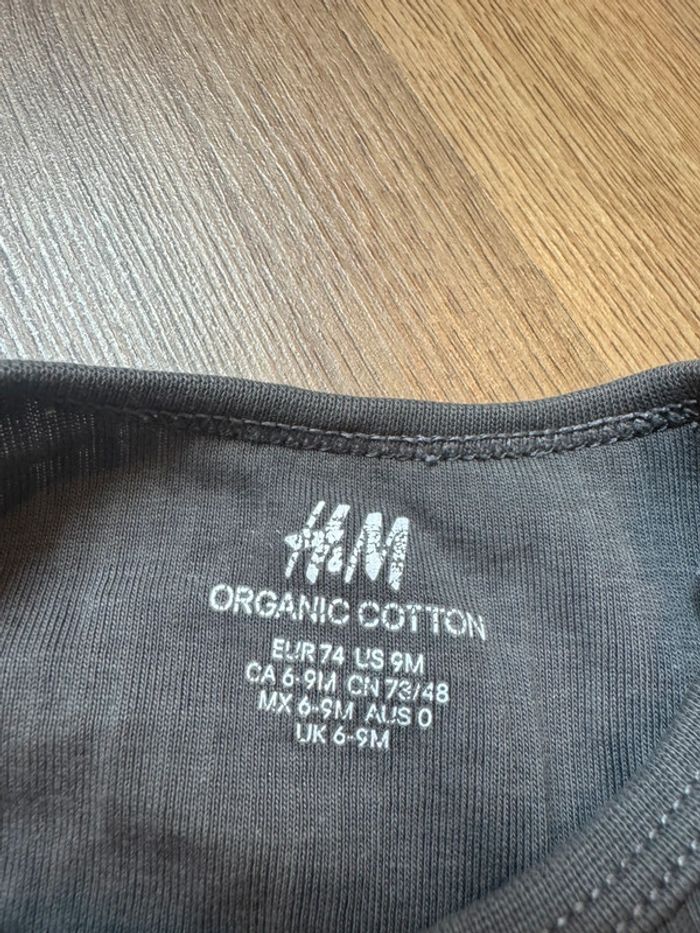 H&M
ORGANIC COTTON
EUR 74 US 9M
CA 6-9M CN 73/48
MX 6-9M AUS 0
UK 6-9M